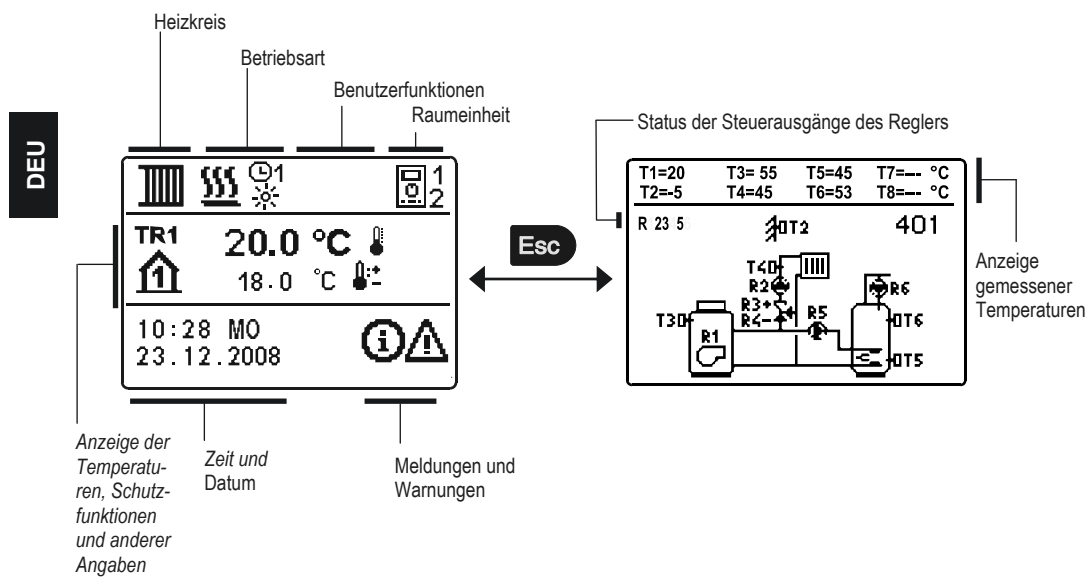 Heizkreis
Betriebsart
Benutzerfunktionen
Raumeinheit
DEU
1
1
2
TR1
20.0 °C
1
18.0 °C
10:28 MO
23.12.2008
Esc
Status der Steuerausgänge des Reglers
T1=20 T3= 55 T5=45 T7=--- °C
T2=-5 T4=45 T6=53 T8=--- °C
R 23 5
T2
401
T4
R2
R6
R3+
R4-
R5
T3
R1
T6
T5
Anzeige
gemessener
Temperaturen
Anzeige der
Temperatu-
ren, Schutz-
funktionen
und anderer
Angaben
Zeit und
Datum
Meldungen und
Warnungen